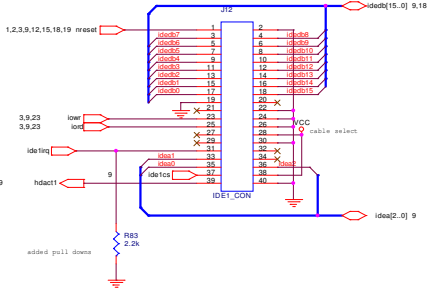 J12
idedb[15..0] 9,18
1,2,3,9,12,15,18,19 nreset
1 2
idedb7 3 4 idedb8
idedb6 5 6 idedb9
idedb5 7 8 idedb10
idedb4 9 10 idedb11
idedb3 11 12 idedb12
idedb2 13 14 idedb13
idedb1 15 16 idedb14
idedb0 17 18 idedb15
19 20
21 22
3,9,23 iowr 23 24
3,9,23 iord 25 26
VCC
27 28
cable select
29 30
ide1irq 31 32
idea1 33 34
idea0 35 36 idea2
9 ide1cs 37 38
9 hdact1 39 40
IDE1_CON
idea[2..0] 9
R83
2.2k
added pull downs